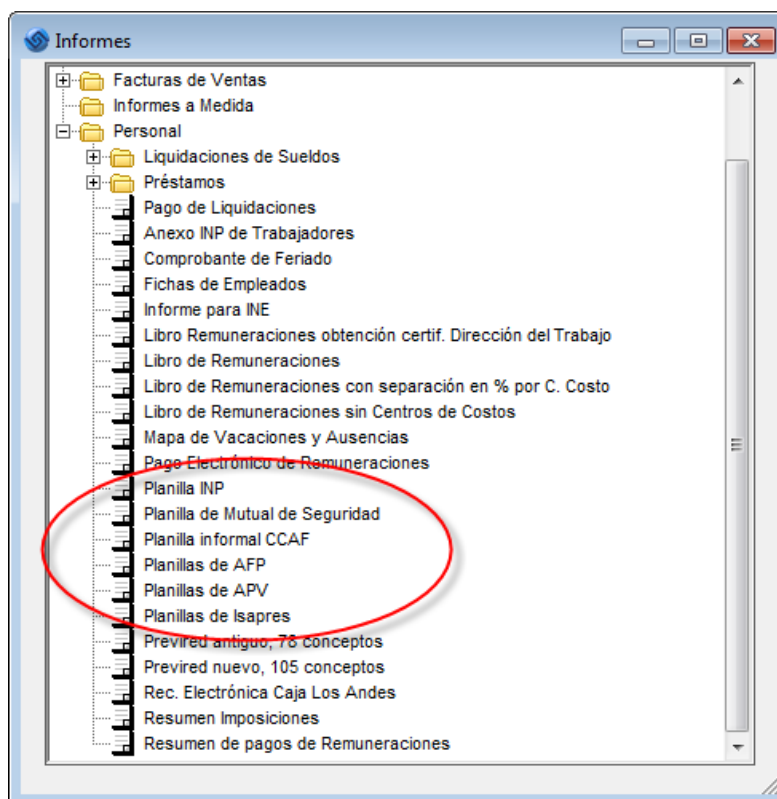 Informes
Facturas de Ventas
Informes a Medida
Personal
Liquidaciones de Sueldos
Préstamos
Pago de Liquidaciones
Anexo INP de Trabajadores
Comprobante de Feriado
Fichas de Empleados
Informe para INE
Libro Remuneraciones obtención certif. Dirección del Trabajo
Libro de Remuneraciones
Libro de Remuneraciones con separación en % por C. Costo
Libro de Remuneraciones sin Centros de Costos
Mapa de Vacaciones y Ausencias
Pago Electrónico de Remuneraciones
Planilla INP
Planilla de Mutual de Seguridad
Planilla informal CCAF
Planillas de AFP
Planillas de APV
Planillas de Isapres
Previred antiguo, 78 conceptos
Previred nuevo, 105 conceptos
Rec. Electrónica Caja Los Andes
Resumen Imposiciones
Resumen de pagos de Remuneraciones